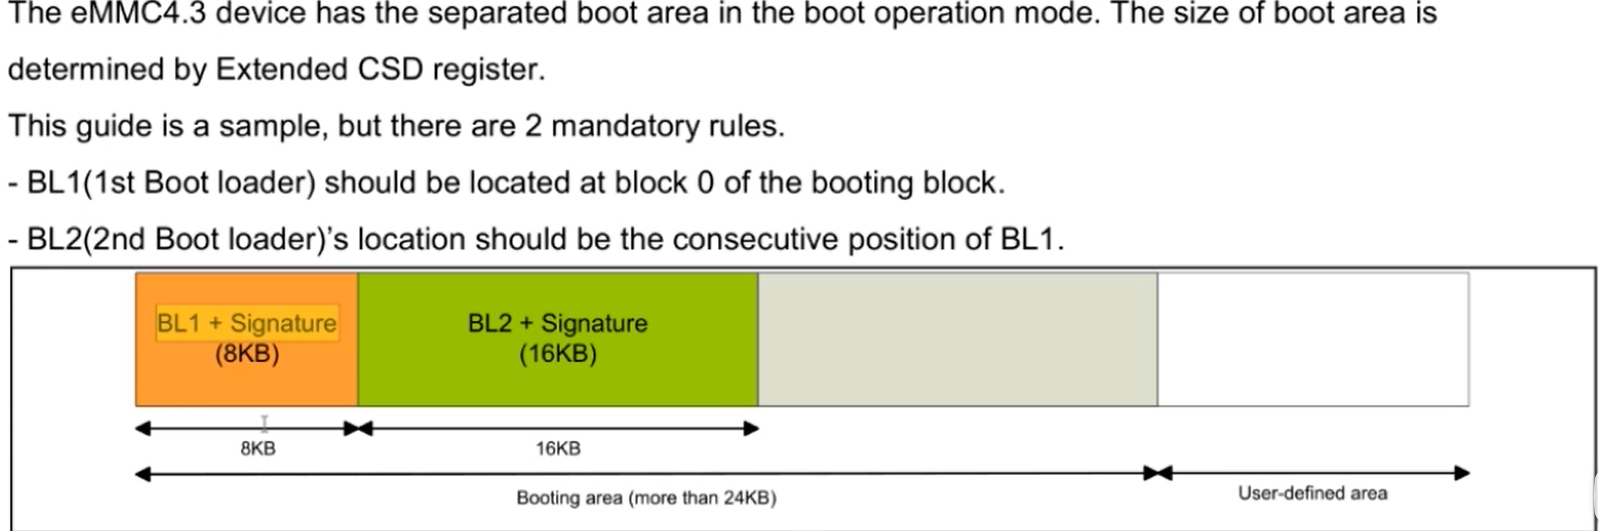 The eMMC4.3 device has the separated boot area in the boot operation mode. The size of boot area is
determined by Extended CSD register.
This guide is a sample, but there are 2 mandatory rules.
- BL1(1st Boot loader) should be located at block 0 of the booting block.
- BL2(2nd Boot loader)’s location should be the consecutive position of BL1.
BL1 + Signature
(8KB)
BL2 + Signature
(16KB)
8KB
16KB
Booting area (more than 24KB)
User-defined area